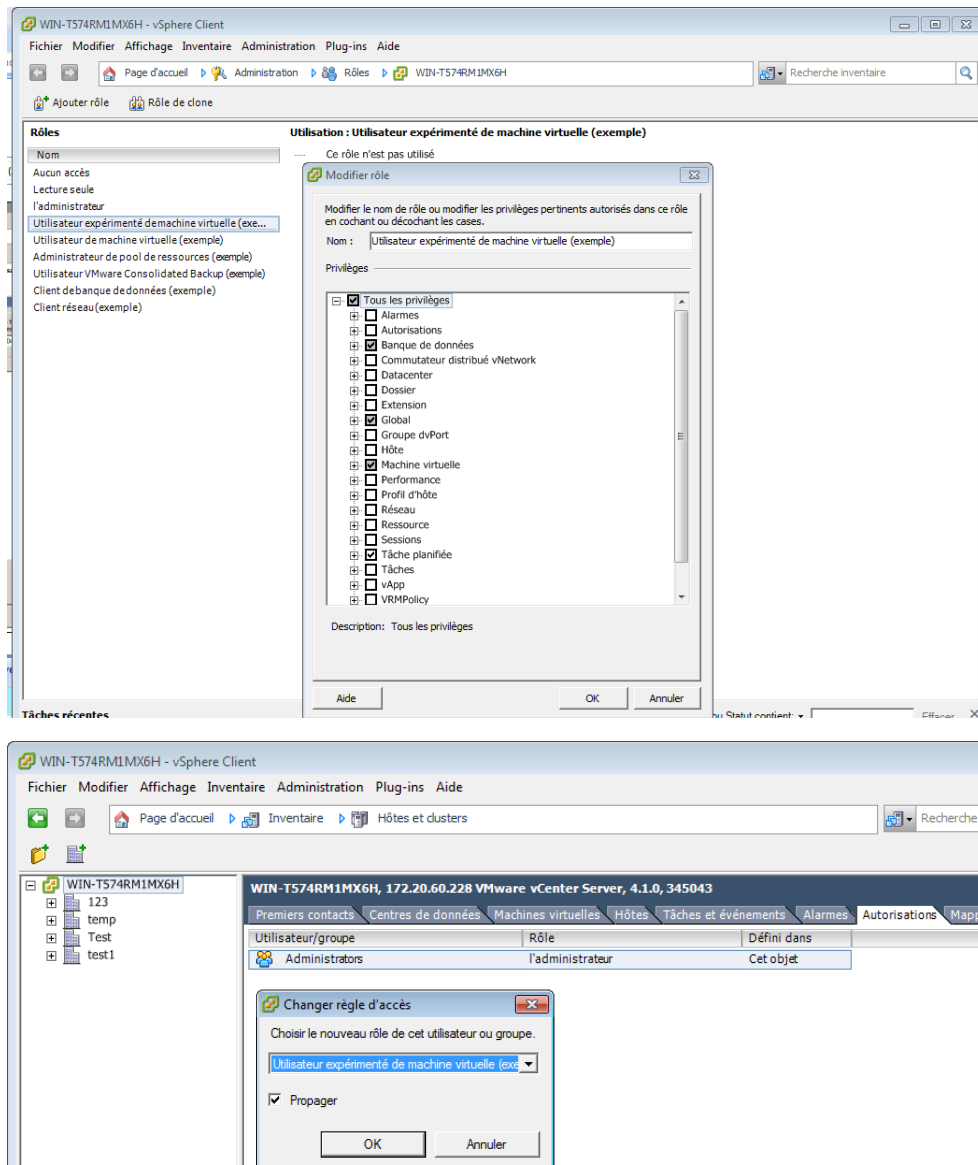 WIN-T574RM1MX6H - vSphere Client
Fichier Modifier Affichage Inventaire Administration Plug-ins Aide
Page d'accueil Administration Rôles WIN-T574RM1MX6H Recherche inventaire
Ajouter rôle Rôle de clone
Rôles
Nom
Aucun accès
Lecture seule
l'administrateur
Utilisateur expérimenté de machine virtuelle (exe...
Utilisateur de machine virtuelle (exemple)
Administrateur de pool de ressources (exemple)
Utilisateur VMware Consolidated Backup (exemple)
Client de banque de données (exemple)
Client réseau (exemple)
Utilisation : Utilisateur expérimenté de machine virtuelle (exemple)
Ce rôle n'est pas utilisé
Modifier rôle
Modifier le nom de rôle ou modifier les privilèges pertinents autorisés dans ce rôle
en cochant ou décochant les cases.
Nom : Utilisateur expérimenté de machine virtuelle (exemple)
Privilèges
Tous les privilèges
Alarmes
Autorisations
Banque de données
Commutateur distribué vNetwork
Datacenter
Dossier
Extension
Global
Groupe dvPort
Hôte
Machine virtuelle
Performance
Profil d'hôte
Réseau
Ressource
Sessions
Tâche planifiée
Tâches
vApp
VRMPolicy
Description: Tous les privilèges
Aide OK Annuler
Tâches récentes
ou Statut contient: Effacer
WIN-T574RM1MX6H - vSphere Client
Fichier Modifier Affichage Inventaire Administration Plug-ins Aide
Page d'accueil Inventaire Hôtes et clusters Recherche
WIN-T574RM1MX6H
123
temp
Test
test1
WIN-T574RM1MX6H, 172.20.60.228 VMware vCenter Server, 4.1.0, 345043
Premiers contacts Centres de données Machines virtuelles Hôtes Tâches et événements Alarmes Autorisations Mapp
Utilisateur/groupe Rôle Défini dans
Administrators l'administrateur Cet objet
Changer règle d'accès
Choisir le nouveau rôle de cet utilisateur ou groupe.
Utilisateur expérimenté de machine virtuelle (exe
Propager
OK Annuler